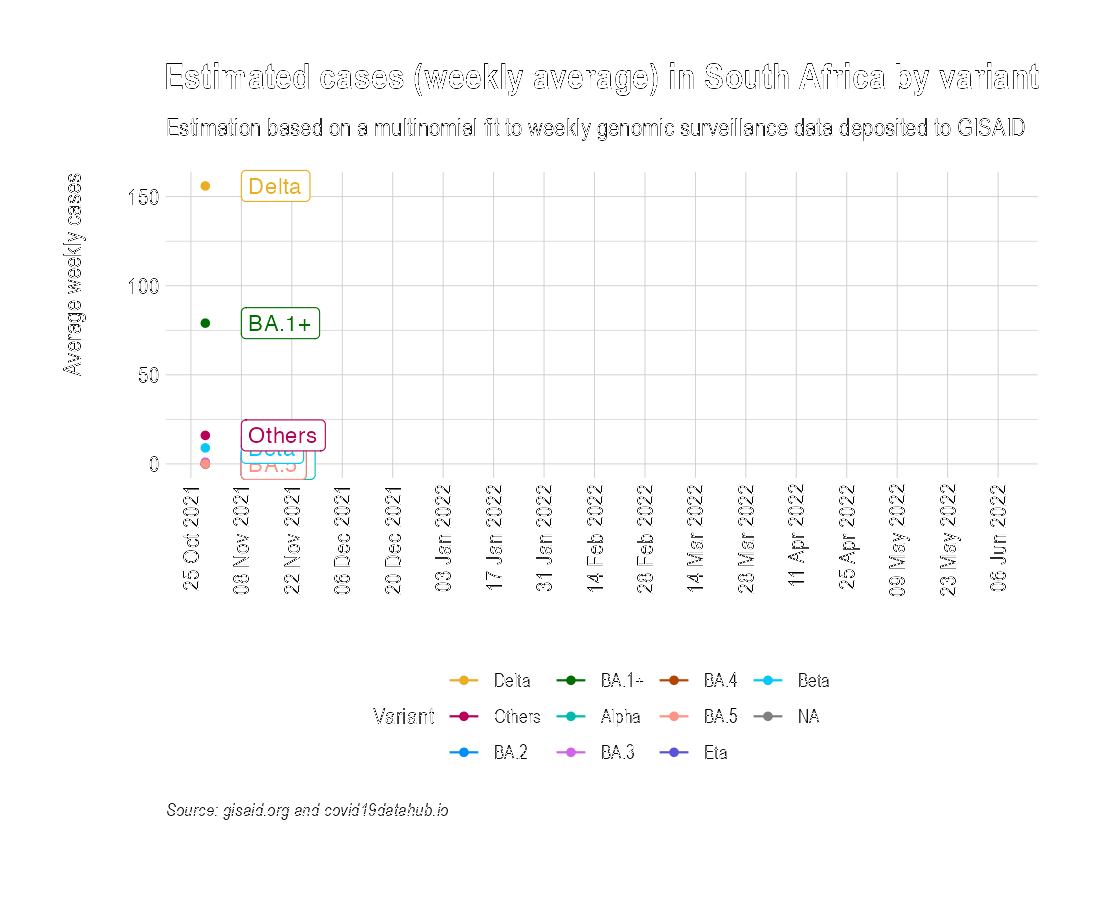 Estimated cases (weekly average) in South Africa by variant
Estimation based on a multinomial fit to weekly genomic surveillance data deposited to GISAID
Average weekly cases
150
100
50
0
Delta
BA.1+
Others
Beta
BA.5
25 Oct 2021
08 Nov 2021
22 Nov 2021
06 Dec 2021
20 Dec 2021
03 Jan 2022
17 Jan 2022
31 Jan 2022
14 Feb 2022
28 Feb 2022
14 Mar 2022
28 Mar 2022
11 Apr 2022
25 Apr 2022
09 May 2022
23 May 2022
06 Jun 2022
Delta BA.1+ BA.4 Beta
Variant Others Alpha BA.5 NA
BA.2 BA.3 Eta
Source: gisaid.org and covid19datahub.io